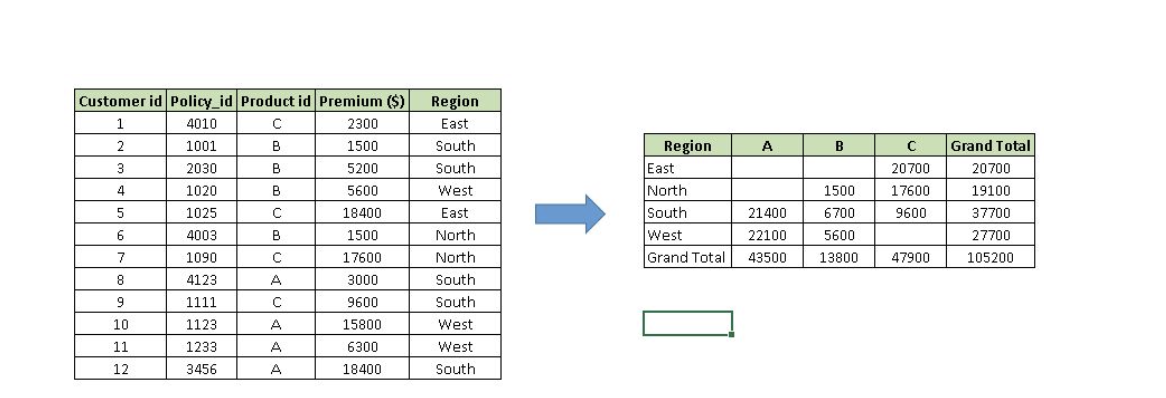 Customer id Policy_id Product id Premium ($) Region
1 4010 C 2300 East
2 1001 B 1500 South
3 2030 B 5200 South
4 1020 B 5600 West
5 1025 C 18400 East
6 4003 B 1500 North
7 1090 C 17600 North
8 4123 A 3000 South
9 1111 C 9600 South
10 1123 A 15800 West
11 1233 A 6300 West
12 3456 A 18400 South
Region A B C Grand Total
East 20700 20700
North 1500 17600 19100
South 21400 6700 9600 37700
West 22100 5600 27700
Grand Total 43500 13800 47900 105200